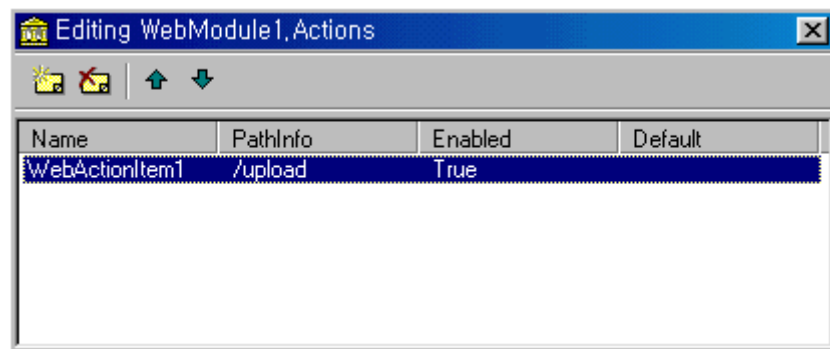 Editing WebModule1.Actions
Name PathInfo Enabled Default
WebActionItem1 /upload True